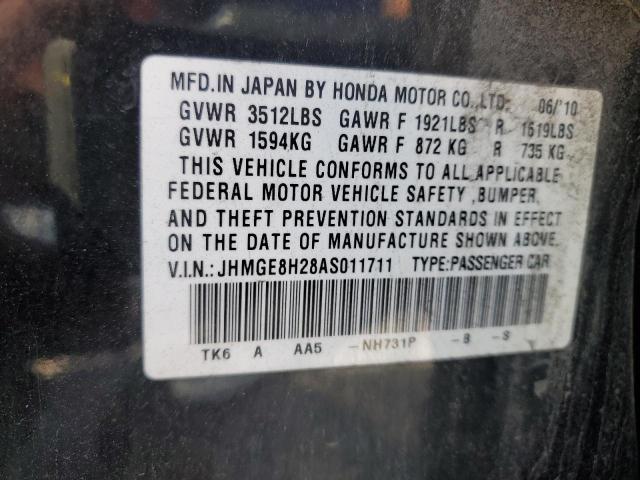 MFD.IN JAPAN BY HONDA MOTOR CO.,LTD. 06/'10
GVWR 3512LBS GAWR F 1921LBS R 1619LBS
GVWR 1594KG GAWR F 872 KG R 735 KG
THIS VEHICLE CONFORMS TO ALL APPLICABLE
FEDERAL MOTOR VEHICLE SAFETY ,BUMPER,
AND THEFT PREVENTION STANDARDS IN EFFECT
ON THE DATE OF MANUFACTURE SHOWN ABOVE.
V.I.N.: JHMGE8H28AS011711 TYPE:PASSENGER CAR
TK6 A AA5 -NH731P -B -S